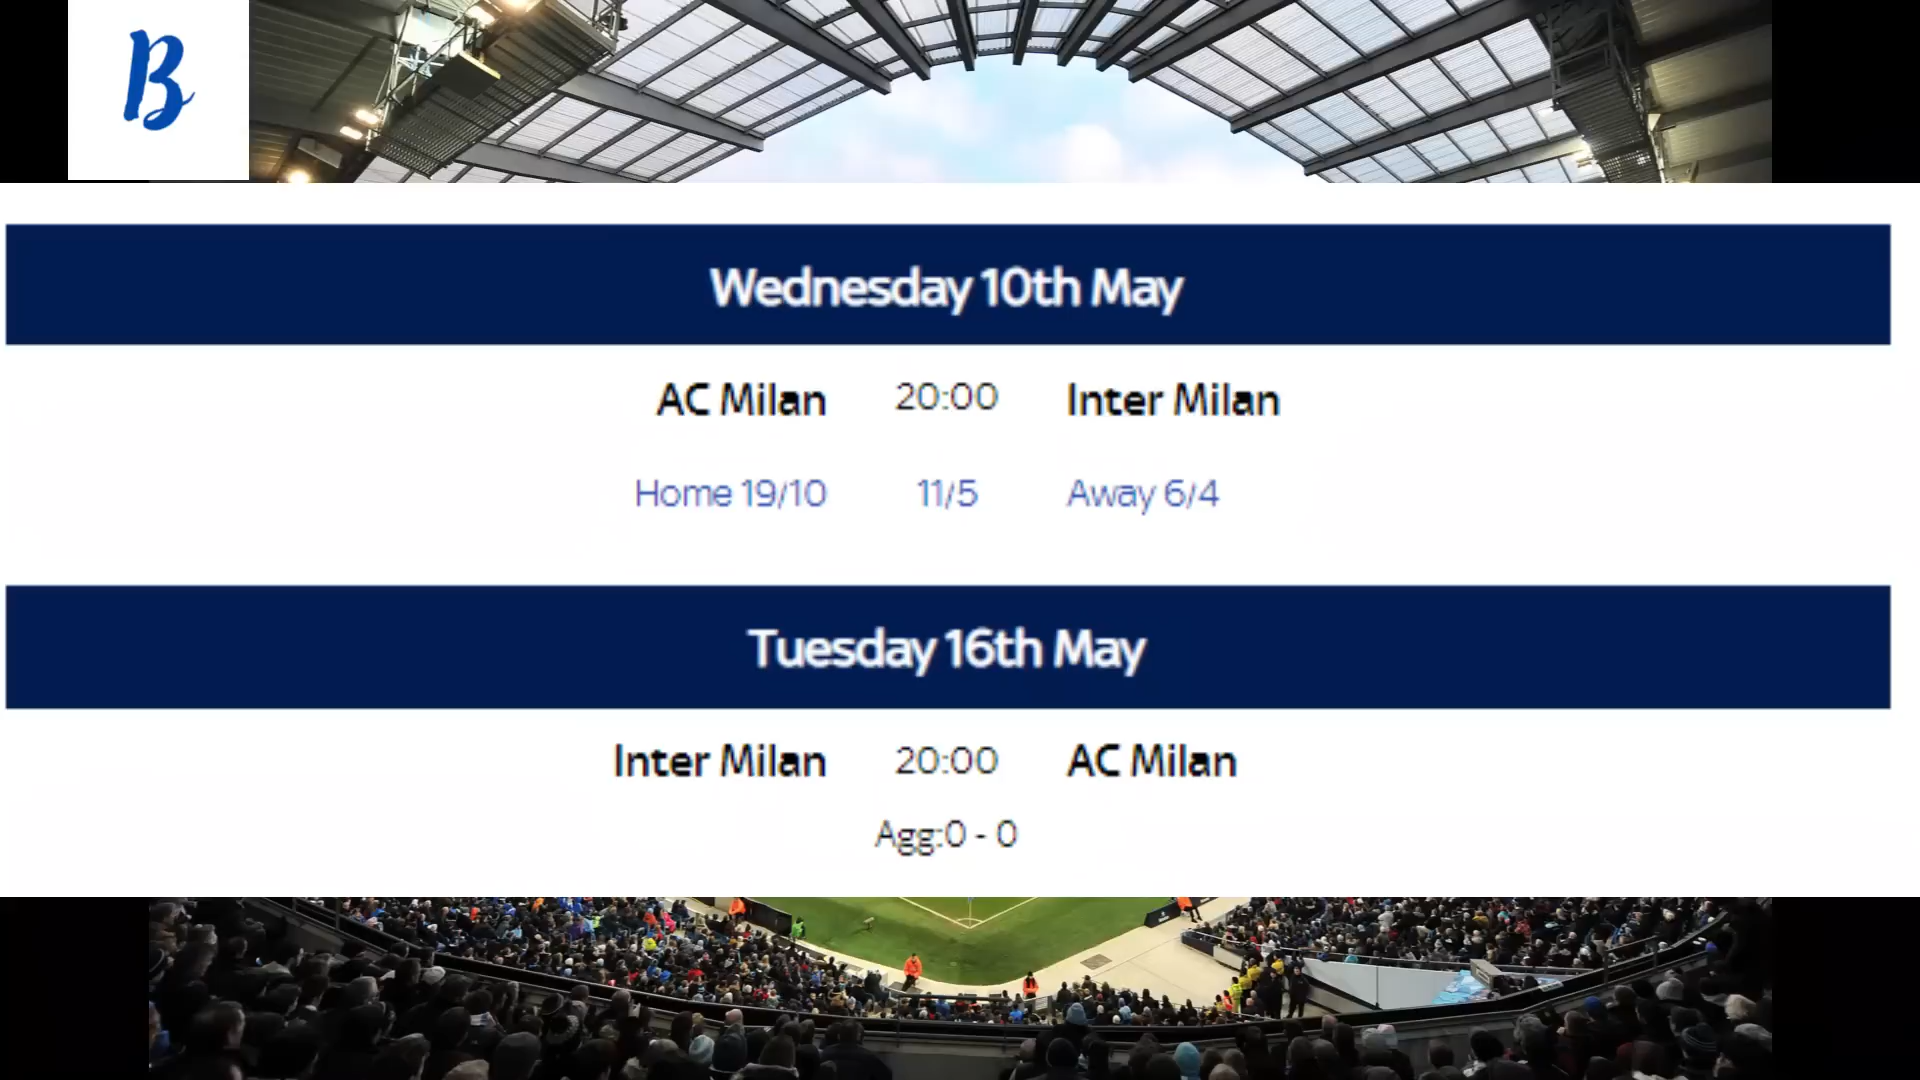 B
Wednesday 10th May
AC Milan 20:00 Inter Milan
Home 19/10 11/5 Away 6/4
Tuesday 16th May
Inter Milan 20:00 AC Milan
Agg:0 - 0